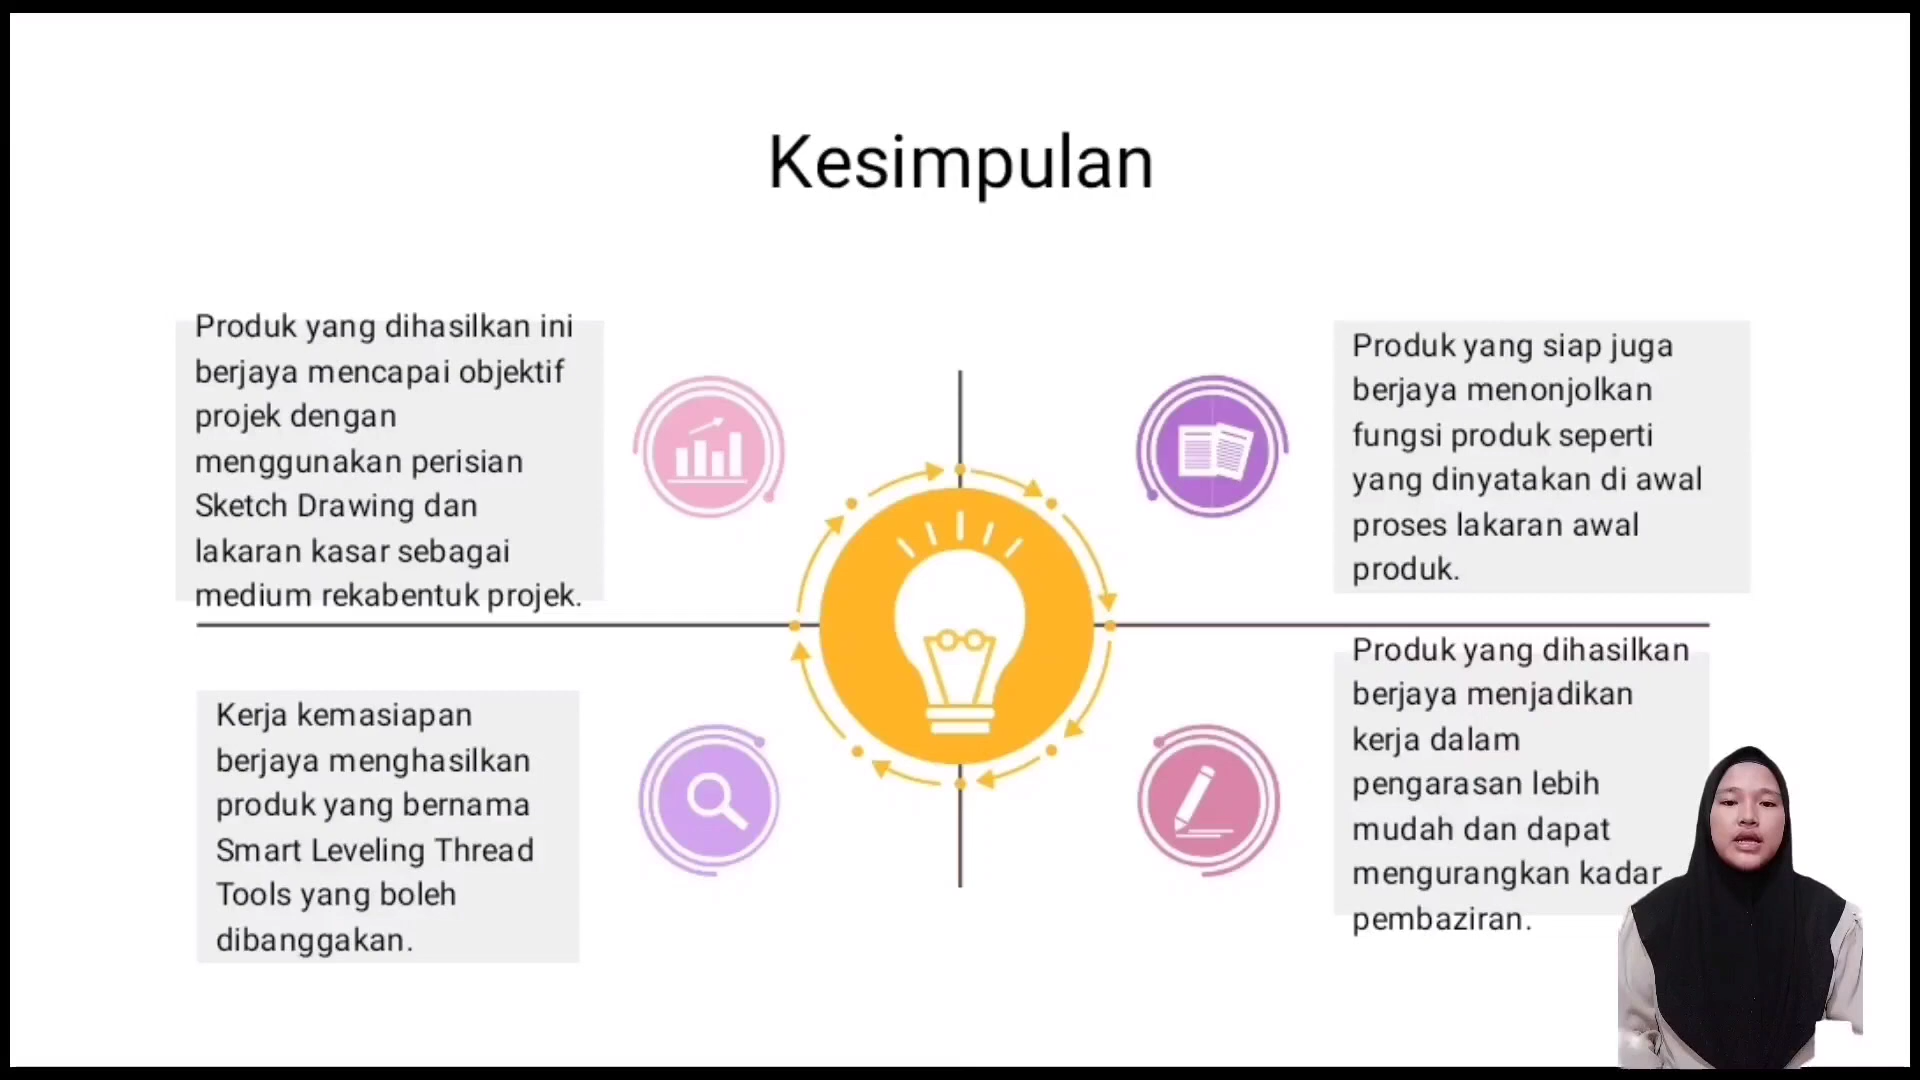 Kesimpulan
Produk yang dihasilkan ini
berjaya mencapai objektif
projek dengan
menggunakan perisian
Sketch Drawing dan
lakaran kasar sebagai
medium rekabentuk projek.
Produk yang siap juga
berjaya menonjolkan
fungsi produk seperti
yang dinyatakan di awal
proses lakaran awal
produk.
Kerja kemasiapan
berjaya menghasilkan
produk yang bernama
Smart Leveling Thread
Tools yang boleh
dibanggakan.
Produk yang dihasilkan
berjaya menjadikan
kerja dalam
pengarasan lebih
mudah dan dapat
mengurangkan kadar
pembaziran.